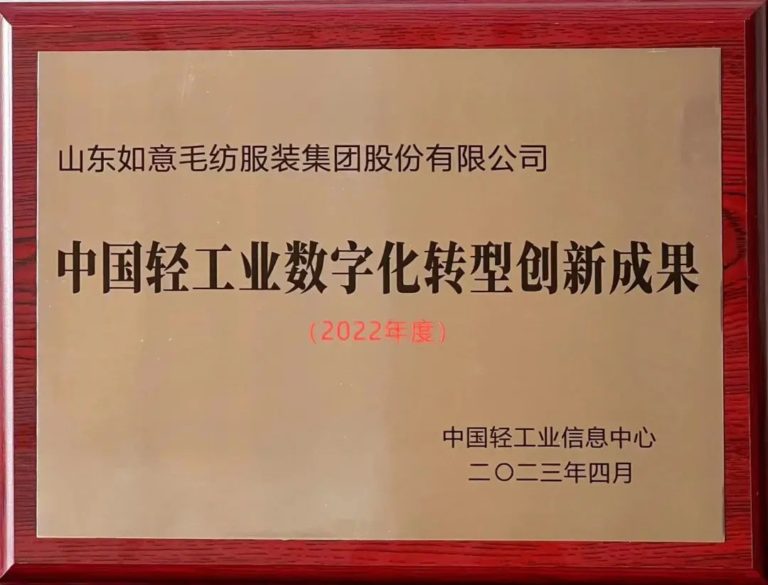 山东如意毛纺服装集团股份有限公司
中国轻工业数字化转型创新成果
（2022年度）
中国轻工业信息中心
二〇二三年四月